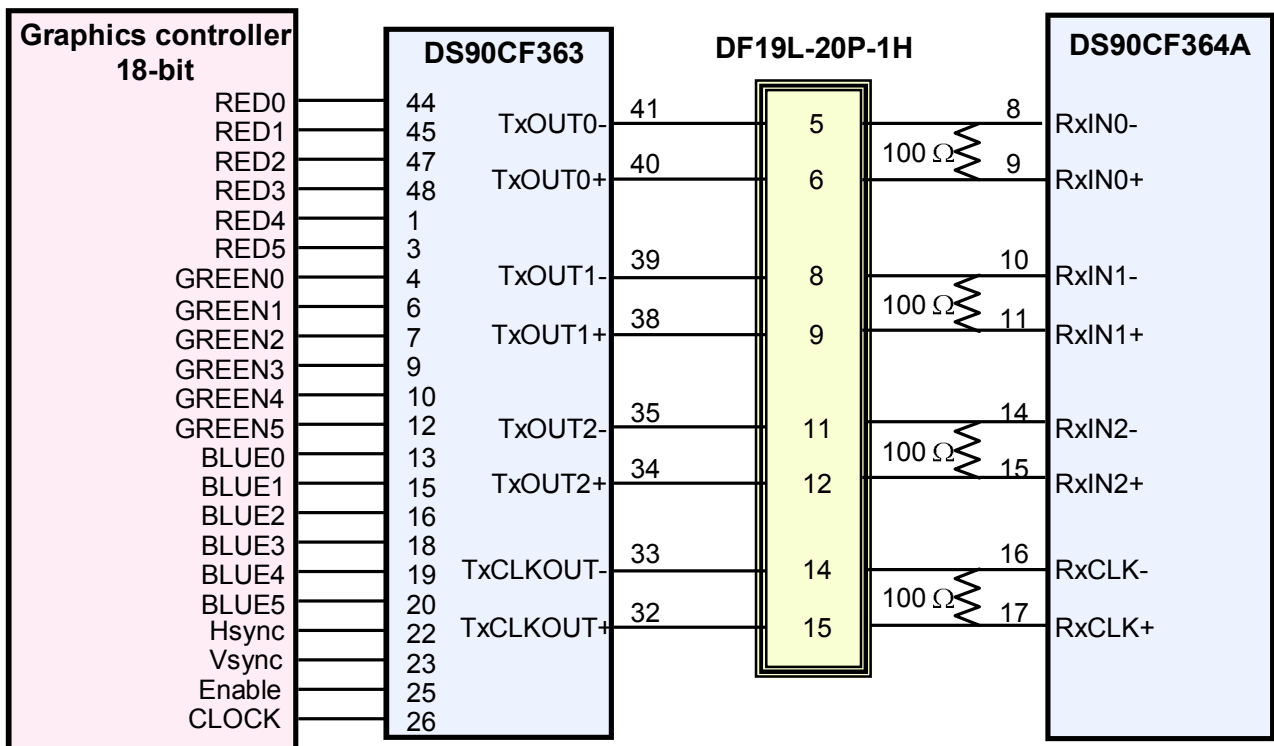 Graphics controller
18-bit
RED0
RED1
RED2
RED3
RED4
RED5
GREEN0
GREEN1
GREEN2
GREEN3
GREEN4
GREEN5
BLUE0
BLUE1
BLUE2
BLUE3
BLUE4
BLUE5
Hsync
Vsync
Enable
CLOCK
DS90CF363
44
45
47
48
1
3
4
6
7
9
10
12
13
15
16
18
19
20
22
23
25
26
TxOUT0- 41
TxOUT0+ 40
TxOUT1- 39
TxOUT1+ 38
TxOUT2- 35
TxOUT2+ 34
TxCLKOUT- 33
TxCLKOUT+ 32
DF19L-20P-1H
5
6
8
9
11
12
14
15
DS90CF364A
8 RxIN0-
100 Ω
9 RxIN0+
10 RxIN1-
100 Ω
11 RxIN1+
14 RxIN2-
100 Ω
15 RxIN2+
16 RxCLK-
100 Ω
17 RxCLK+